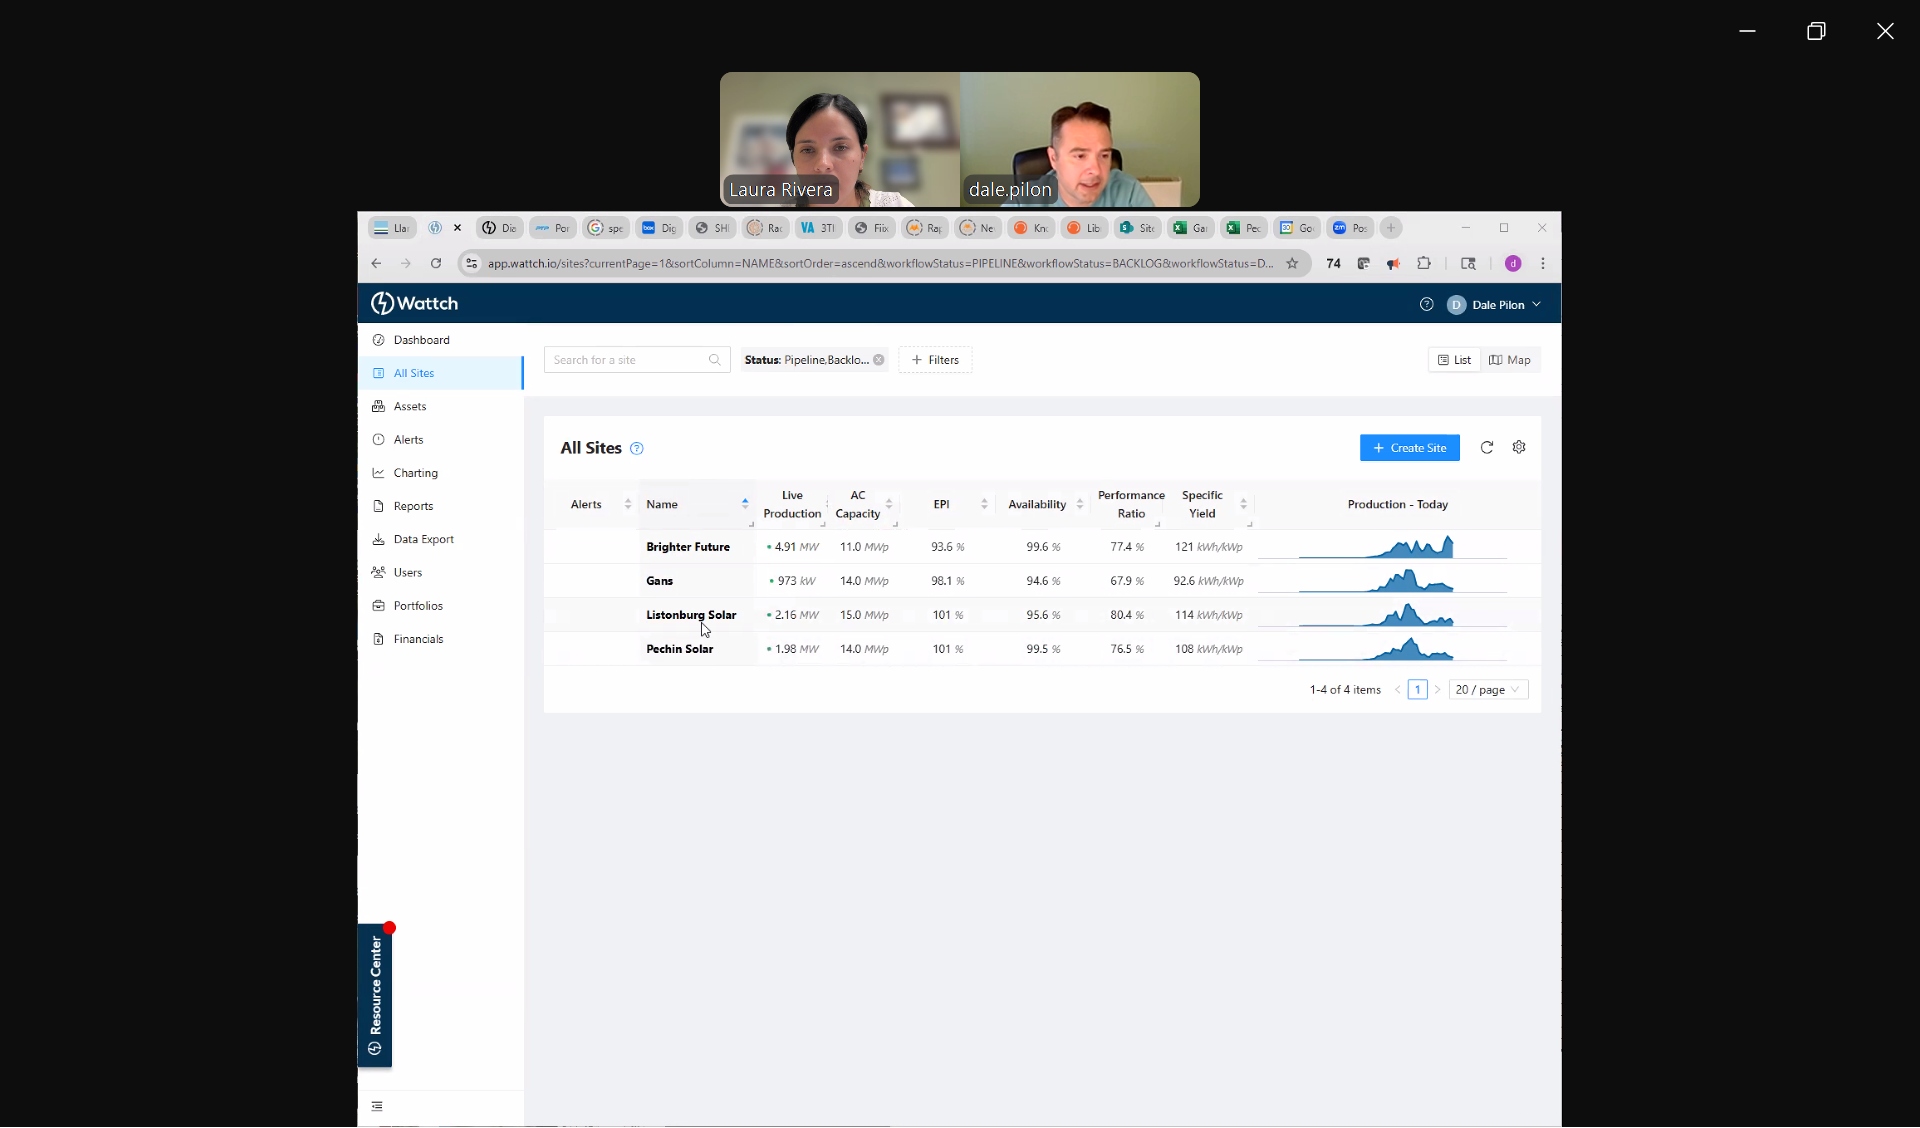 Laura Rivera
dale.pilon
Llar
Dia
Por
spe
box Dig
SHI
Rac
VA 3TI
Fiix
Rap
Ne
Kno
Lib
Site
Gar
Pec
Go
zm Pos
app.wattch.io/sites?currentPage=1&sortColumn=NAME&sortOrder=ascend&workflowStatus=PIPELINE&workflowStatus=BACKLOG&workflowStatus=D...
74
d
Wattch
D Dale Pilon
Dashboard
All Sites
Assets
Alerts
Charting
Reports
Data Export
Users
Portfolios
Financials
Resource Center
Search for a site
Status: Pipeline,Backlo...
+ Filters
List
Map
All Sites
+ Create Site
Alerts Name Live Production AC Capacity EPI Availability Performance Ratio Specific Yield Production - Today
Brighter Future 4.91 MW 11.0 MWp 93.6 % 99.6 % 77.4 % 121 kWh/kWp
Gans 973 kW 14.0 MWp 98.1 % 94.6 % 67.9 % 92.6 kWh/kWp
Listonburg Solar 2.16 MW 15.0 MWp 101 % 95.6 % 80.4 % 114 kWh/kWp
Pechin Solar 1.98 MW 14.0 MWp 101 % 99.5 % 76.5 % 108 kWh/kWp
1-4 of 4 items < 1 > 20 / page